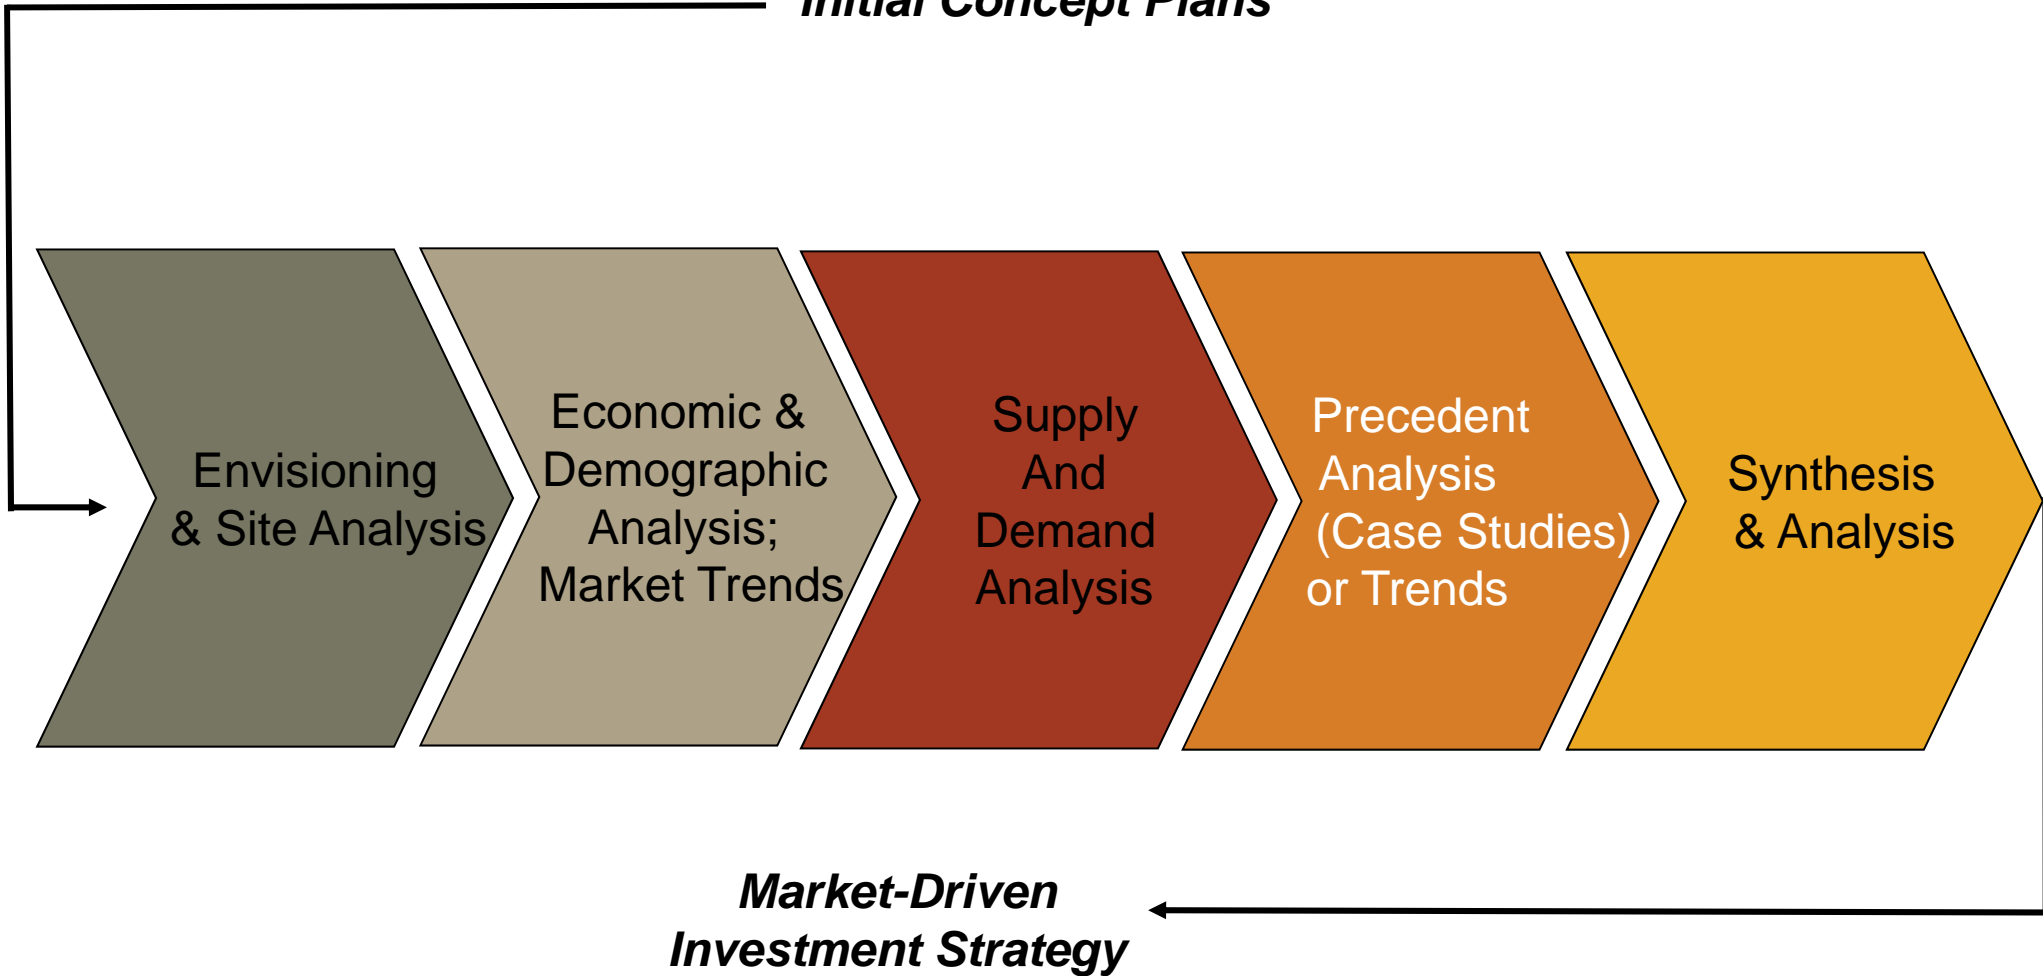 Initial Concept Plans
Envisioning
& Site Analysis
Economic &
Demographic
Analysis;
Market Trends
Supply
And
Demand
Analysis
Precedent
Analysis
(Case Studies)
or Trends
Synthesis
& Analysis
Market-Driven
Investment Strategy